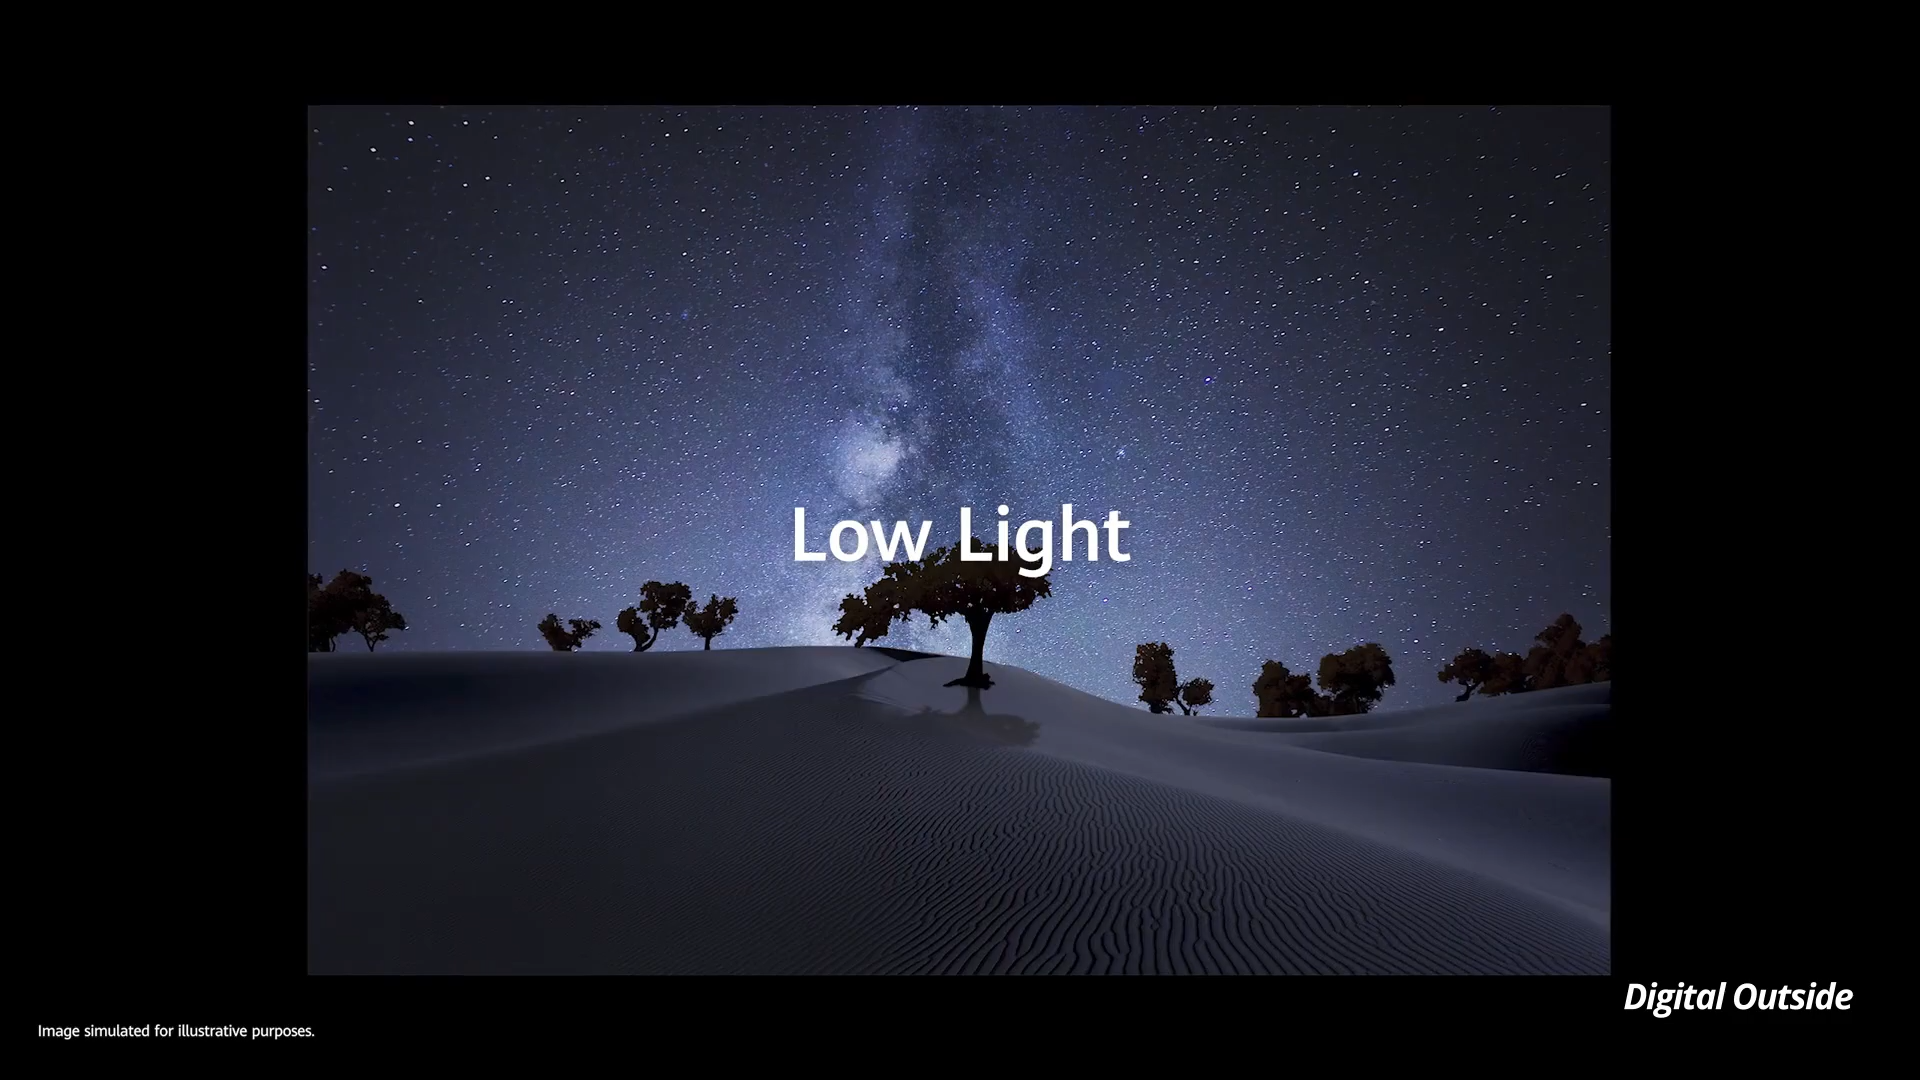 Low Light
Digital Outside
Image simulated for illustrative purposes.